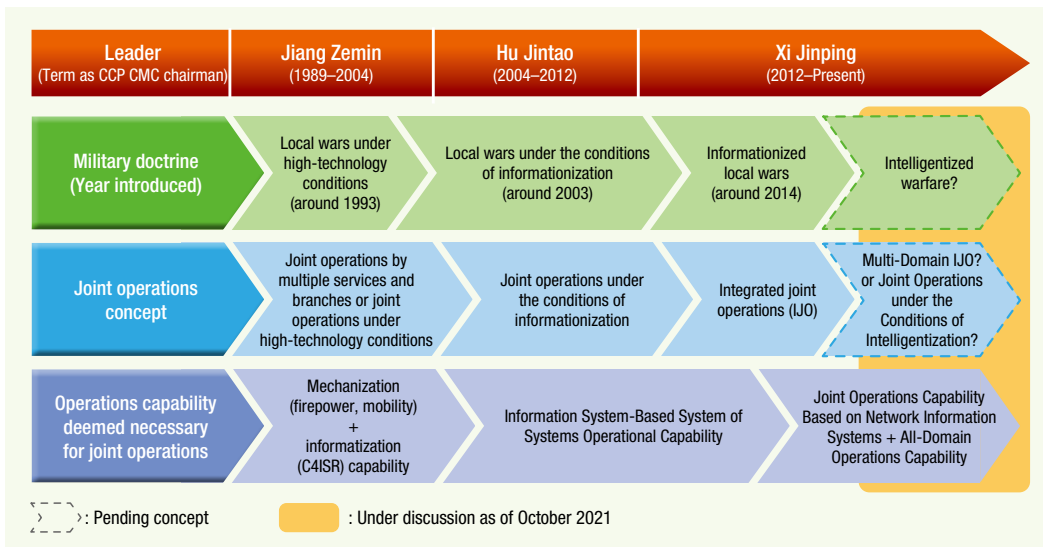 Leader
(Term as CCP CMC chairman)
Jiang Zemin
(1989–2004)
Hu Jintao
(2004–2012)
Xi Jinping
(2012–Present)
Military doctrine
(Year introduced)
Local wars under
high-technology
conditions
(around 1993)
Local wars under the conditions
of informationization
(around 2003)
Informationized
local wars
(around 2014)
Intelligentized
warfare?
Joint operations
concept
Joint operations by
multiple services and
branches or joint
operations under
high-technology conditions
Joint operations under
the conditions of
informationization
Integrated joint
operations (IJO)
Multi-Domain IJO?
or Joint Operations
under the
Conditions of
Intelligentization?
Operations capability
deemed necessary
for joint operations
Mechanization
(firepower, mobility)
+
informatization
(C4ISR) capability
Information System-Based System of
Systems Operational Capability
Joint Operations Capability
Based on Network Information
Systems + All-Domain
Operations Capability
: Pending concept
: Under discussion as of October 2021